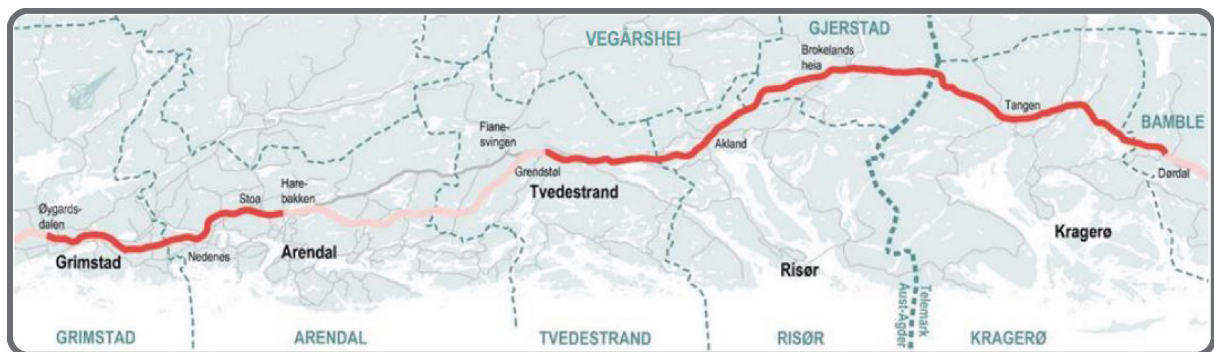 VEGÅRSHEI
GJERSTAD
Brokelands
heia
Tangen
BAMBLE
Fiane-
svingen
Akland
Grendstøl
Dørdal
Tvedestrand
Hare-
bakken
Stoa
Øygards-
dalen
Grimstad
Nedenes
Arendal
Risør
Kragerø
Telemark
Aust-Agder
GRIMSTAD
ARENDAL
TVEDESTRAND
RISØR
KRAGERØ